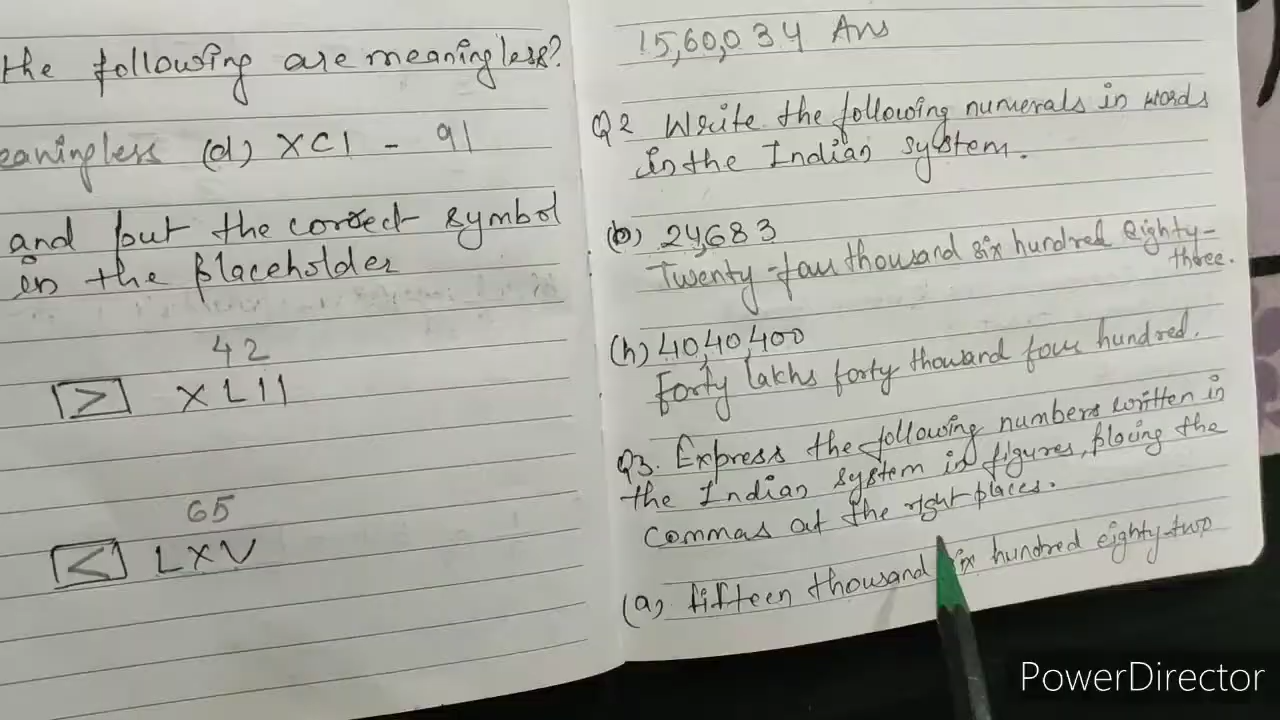 the following are meaningless?
eaningless (d) XCI - 91
and put the correct symbol
in the placeholder
42
> XLII
65
< LXV
15,60,034 Ans
Q2 Write the following numerals in words
in the Indian system.
(b) 24,683
Twenty-four thousand six hundred eighty-
three.
(h) 40,40,400
Forty lakhs forty thowand four hundred.
Q3. Express the following numbers written in
the Indian system in figures, placing the
commas at the right places.
(a) fifteen thousand six hundred eighty-two
PowerDirector